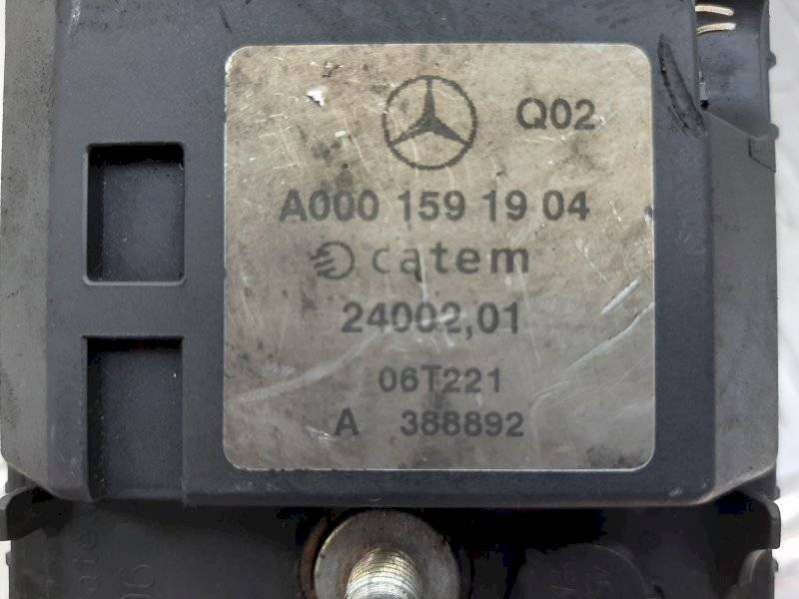 Q02
A000 159 19 04
catem
24002,01
06T221
A 388892